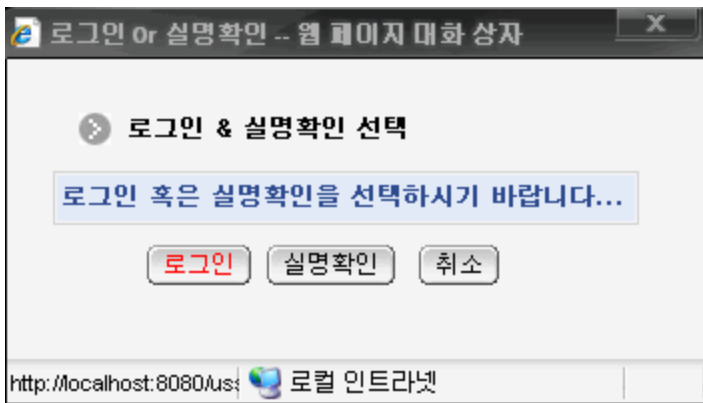 로그인 or 실명확인 -- 웹 페이지 대화 상자
로그인 & 실명확인 선택
로그인 혹은 실명확인을 선택하시기 바랍니다...
로그인 실명확인 취소
http://localhost:8080/uss 로컬 인트라넷